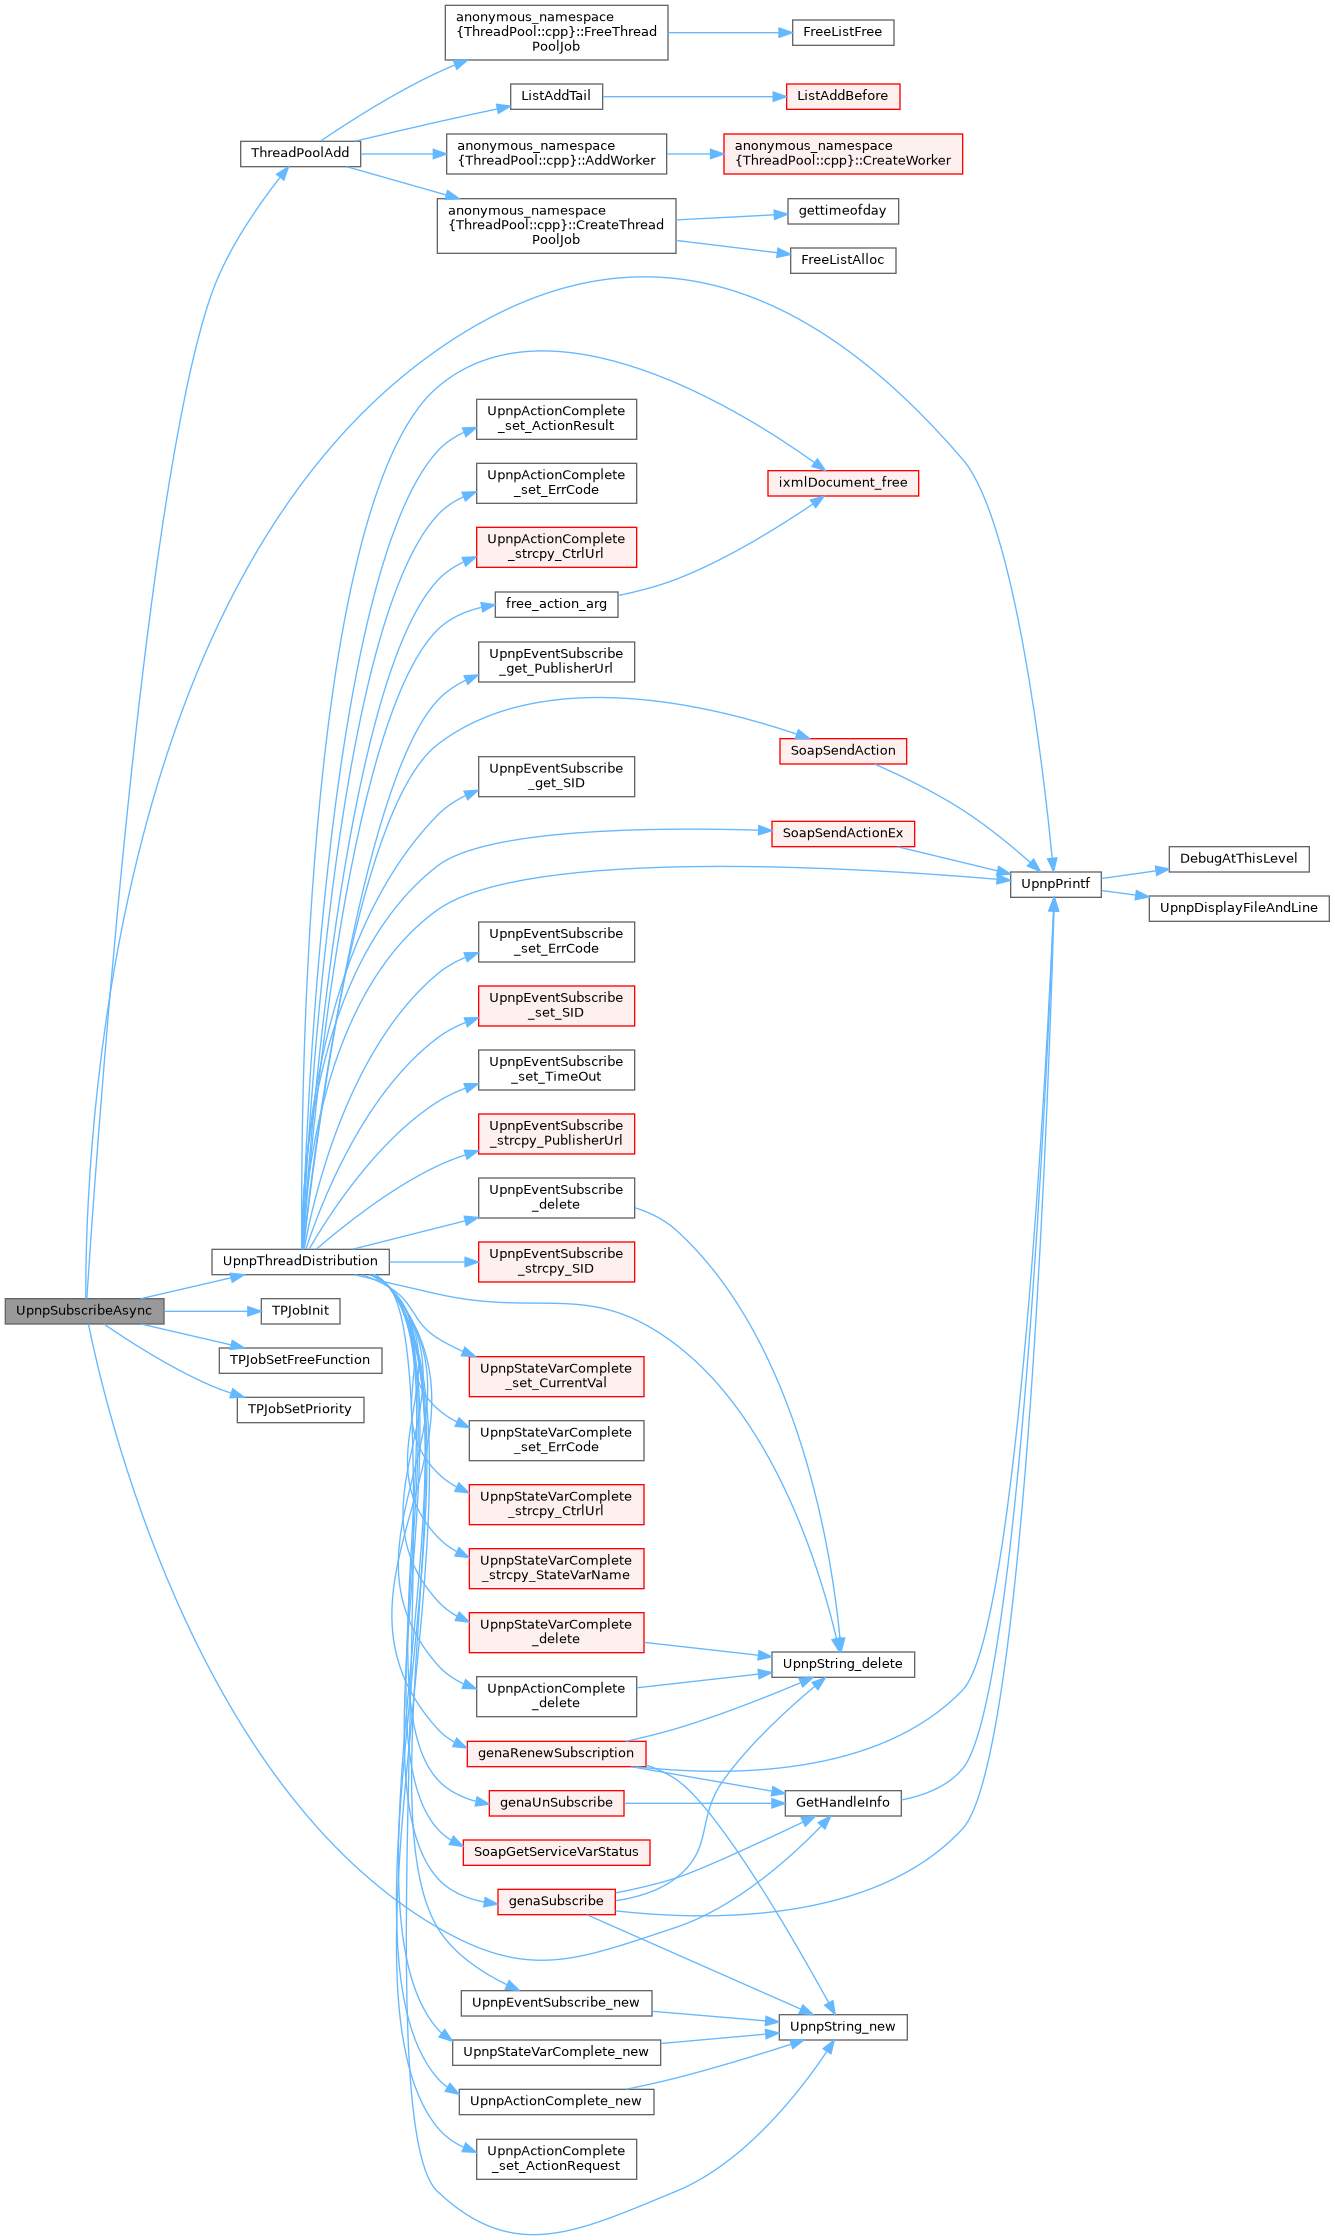 anonymous_namespace
{ThreadPool::cpp}::FreeThread
PoolJob
FreeListFree
ListAddTail
ListAddBefore
ThreadPoolAdd
anonymous_namespace
{ThreadPool::cpp}::AddWorker
anonymous_namespace
{ThreadPool::cpp}::CreateWorker
anonymous_namespace
{ThreadPool::cpp}::CreateThread
PoolJob
gettimeofday
FreeListAlloc
UpnpActionComplete
_set_ActionResult
UpnpActionComplete
_set_ErrCode
ixmlDocument_free
UpnpActionComplete
_strcpy_CtrlUrl
free_action_arg
UpnpEventSubscribe
_get_PublisherUrl
SoapSendAction
UpnpEventSubscribe
_get_SID
SoapSendActionEx
DebugAtThisLevel
UpnpPrintf
UpnpDisplayFileAndLine
UpnpEventSubscribe
_set_ErrCode
UpnpEventSubscribe
_set_SID
UpnpEventSubscribe
_set_TimeOut
UpnpEventSubscribe
_strcpy_PublisherUrl
UpnpEventSubscribe
_delete
UpnpThreadDistribution
UpnpEventSubscribe
_strcpy_SID
UpnpSubscribeAsync
TPJobInit
TPJobSetFreeFunction
TPJobSetPriority
UpnpStateVarComplete
_set_CurrentVal
UpnpStateVarComplete
_set_ErrCode
UpnpStateVarComplete
_strcpy_CtrlUrl
UpnpStateVarComplete
_strcpy_StateVarName
UpnpStateVarComplete
_delete
UpnpString_delete
UpnpActionComplete
_delete
genaRenewSubscription
genaUnSubscribe
GetHandleInfo
SoapGetServiceVarStatus
genaSubscribe
UpnpEventSubscribe_new
UpnpString_new
UpnpStateVarComplete_new
UpnpActionComplete_new
UpnpActionComplete
_set_ActionRequest